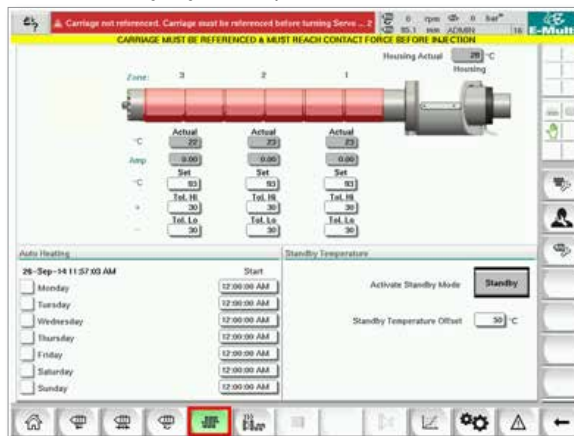 Carriage not referenced. Carriage must be referenced before turning Servo ... 2
0 rpm 0 bar
85.1 mm ADMIN 16
E-Mult
CARRIAGE MUST BE REFERENCED & MUST REACH CONTACT FORCE BEFORE INJECTION
Housing Actual 28 °C
Housing
Zone: 3 2 1
Actual Actual Actual
°C 22 23 23
Amp 0.00 0.00 0.00
Set Set Set
°C 93 93 93
Tol. Hi Tol. Hi Tol. Hi
+ 30 30 30
Tol. Lo Tol. Lo Tol. Lo
- 30 30 30
Auto Heating
26-Sep-14 11:57:03 AM Start
Monday 12:00:00 AM
Tuesday 12:00:00 AM
Wednesday 12:00:00 AM
Thursday 12:00:00 AM
Friday 12:00:00 AM
Saturday 12:00:00 AM
Sunday 12:00:00 AM
Standby Temperature
Activate Standby Mode Standby
Standby Temperature Offset 50 °C